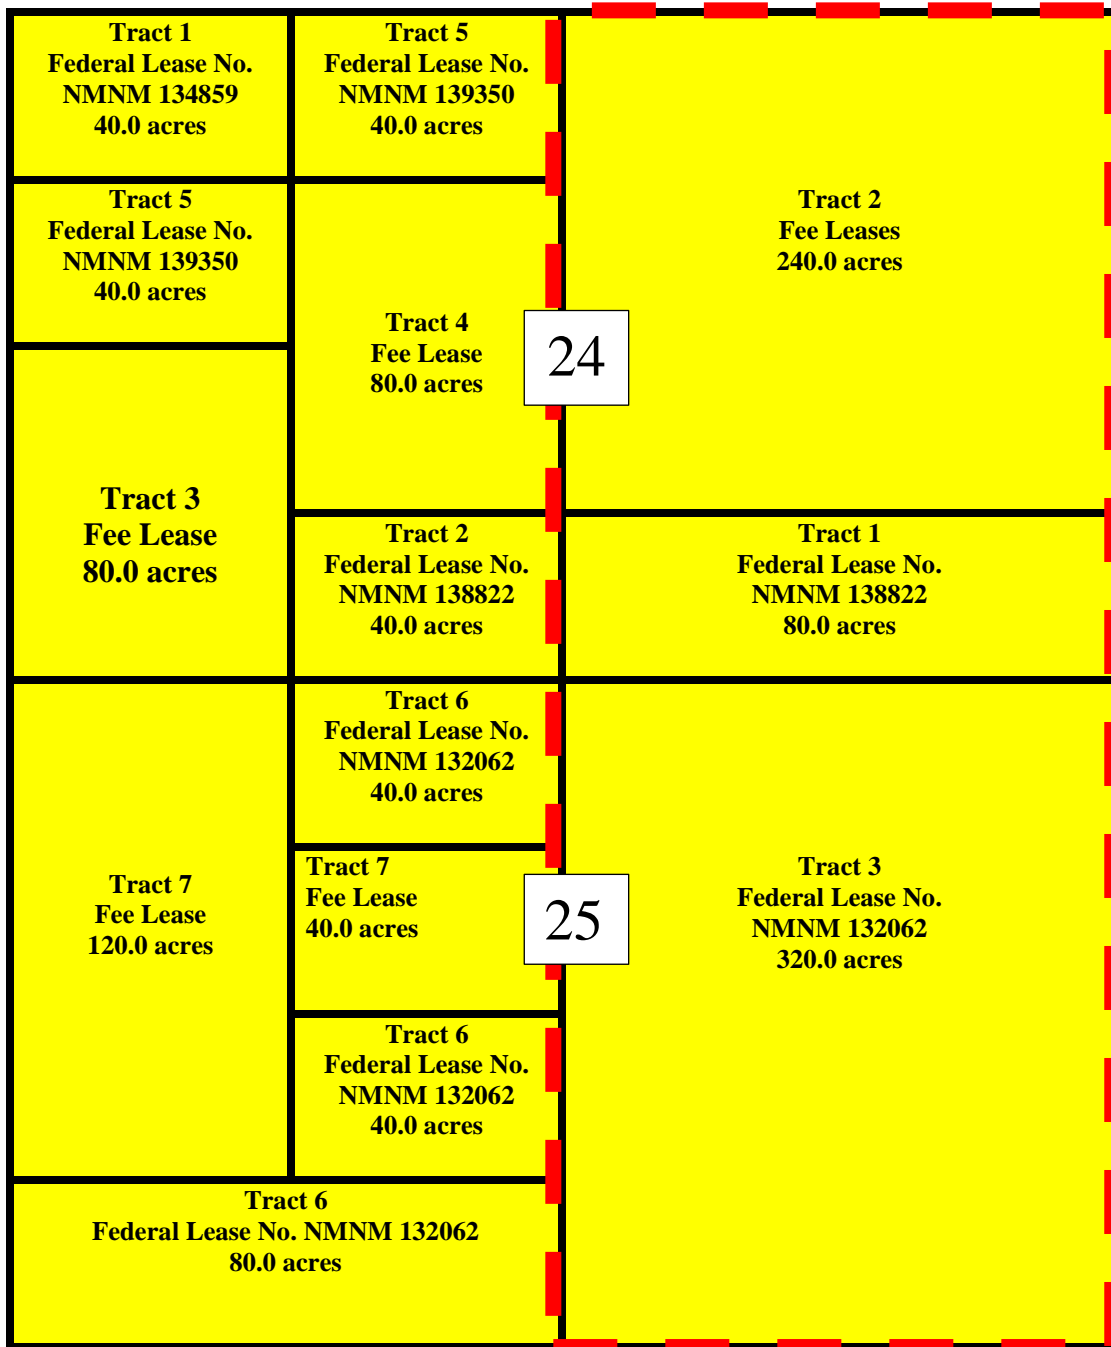 Tract 1
Federal Lease No.
NMNM 134859
40.0 acres
Tract 5
Federal Lease No.
NMNM 139350
40.0 acres
Tract 5
Federal Lease No.
NMNM 139350
40.0 acres
Tract 4
Fee Lease
80.0 acres
Tract 2
Fee Leases
240.0 acres
24
Tract 3
Fee Lease
80.0 acres
Tract 2
Federal Lease No.
NMNM 138822
40.0 acres
Tract 1
Federal Lease No.
NMNM 138822
80.0 acres
Tract 7
Fee Lease
120.0 acres
Tract 6
Federal Lease No.
NMNM 132062
40.0 acres
Tract 7
Fee Lease
40.0 acres
25
Tract 3
Federal Lease No.
NMNM 132062
320.0 acres
Tract 6
Federal Lease No.
NMNM 132062
40.0 acres
Tract 6
Federal Lease No. NMNM 132062
80.0 acres